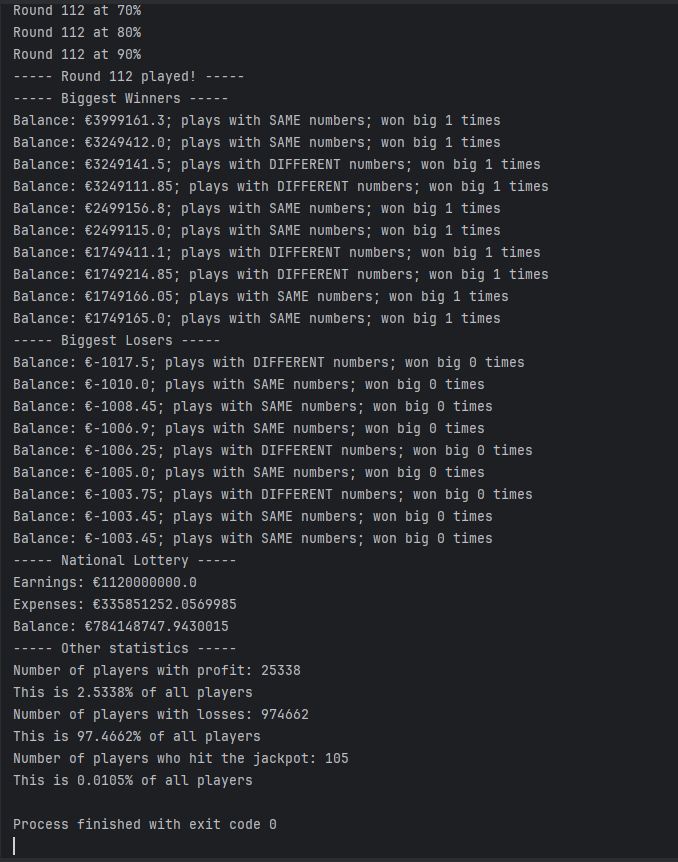 Round 112 at 70%
Round 112 at 80%
Round 112 at 90%
----- Round 112 played! -----
----- Biggest Winners -----
Balance: €3999161.3; plays with SAME numbers; won big 1 times
Balance: €3249412.0; plays with SAME numbers; won big 1 times
Balance: €3249141.5; plays with DIFFERENT numbers; won big 1 times
Balance: €3249111.85; plays with DIFFERENT numbers; won big 1 times
Balance: €2499156.8; plays with SAME numbers; won big 1 times
Balance: €2499115.0; plays with SAME numbers; won big 1 times
Balance: €1749411.1; plays with DIFFERENT numbers; won big 1 times
Balance: €1749214.85; plays with DIFFERENT numbers; won big 1 times
Balance: €1749166.05; plays with SAME numbers; won big 1 times
Balance: €1749165.0; plays with SAME numbers; won big 1 times
----- Biggest Losers -----
Balance: €-1017.5; plays with DIFFERENT numbers; won big 0 times
Balance: €-1010.0; plays with SAME numbers; won big 0 times
Balance: €-1008.45; plays with SAME numbers; won big 0 times
Balance: €-1006.9; plays with SAME numbers; won big 0 times
Balance: €-1006.25; plays with DIFFERENT numbers; won big 0 times
Balance: €-1005.0; plays with SAME numbers; won big 0 times
Balance: €-1003.75; plays with DIFFERENT numbers; won big 0 times
Balance: €-1003.45; plays with SAME numbers; won big 0 times
Balance: €-1003.45; plays with SAME numbers; won big 0 times
----- National Lottery -----
Earnings: €1120000000.0
Expenses: €335851252.0569985
Balance: €784148747.9430015
----- Other statistics -----
Number of players with profit: 25338
This is 2.5338% of all players
Number of players with losses: 974662
This is 97.4662% of all players
Number of players who hit the jackpot: 105
This is 0.0105% of all players
Process finished with exit code 0